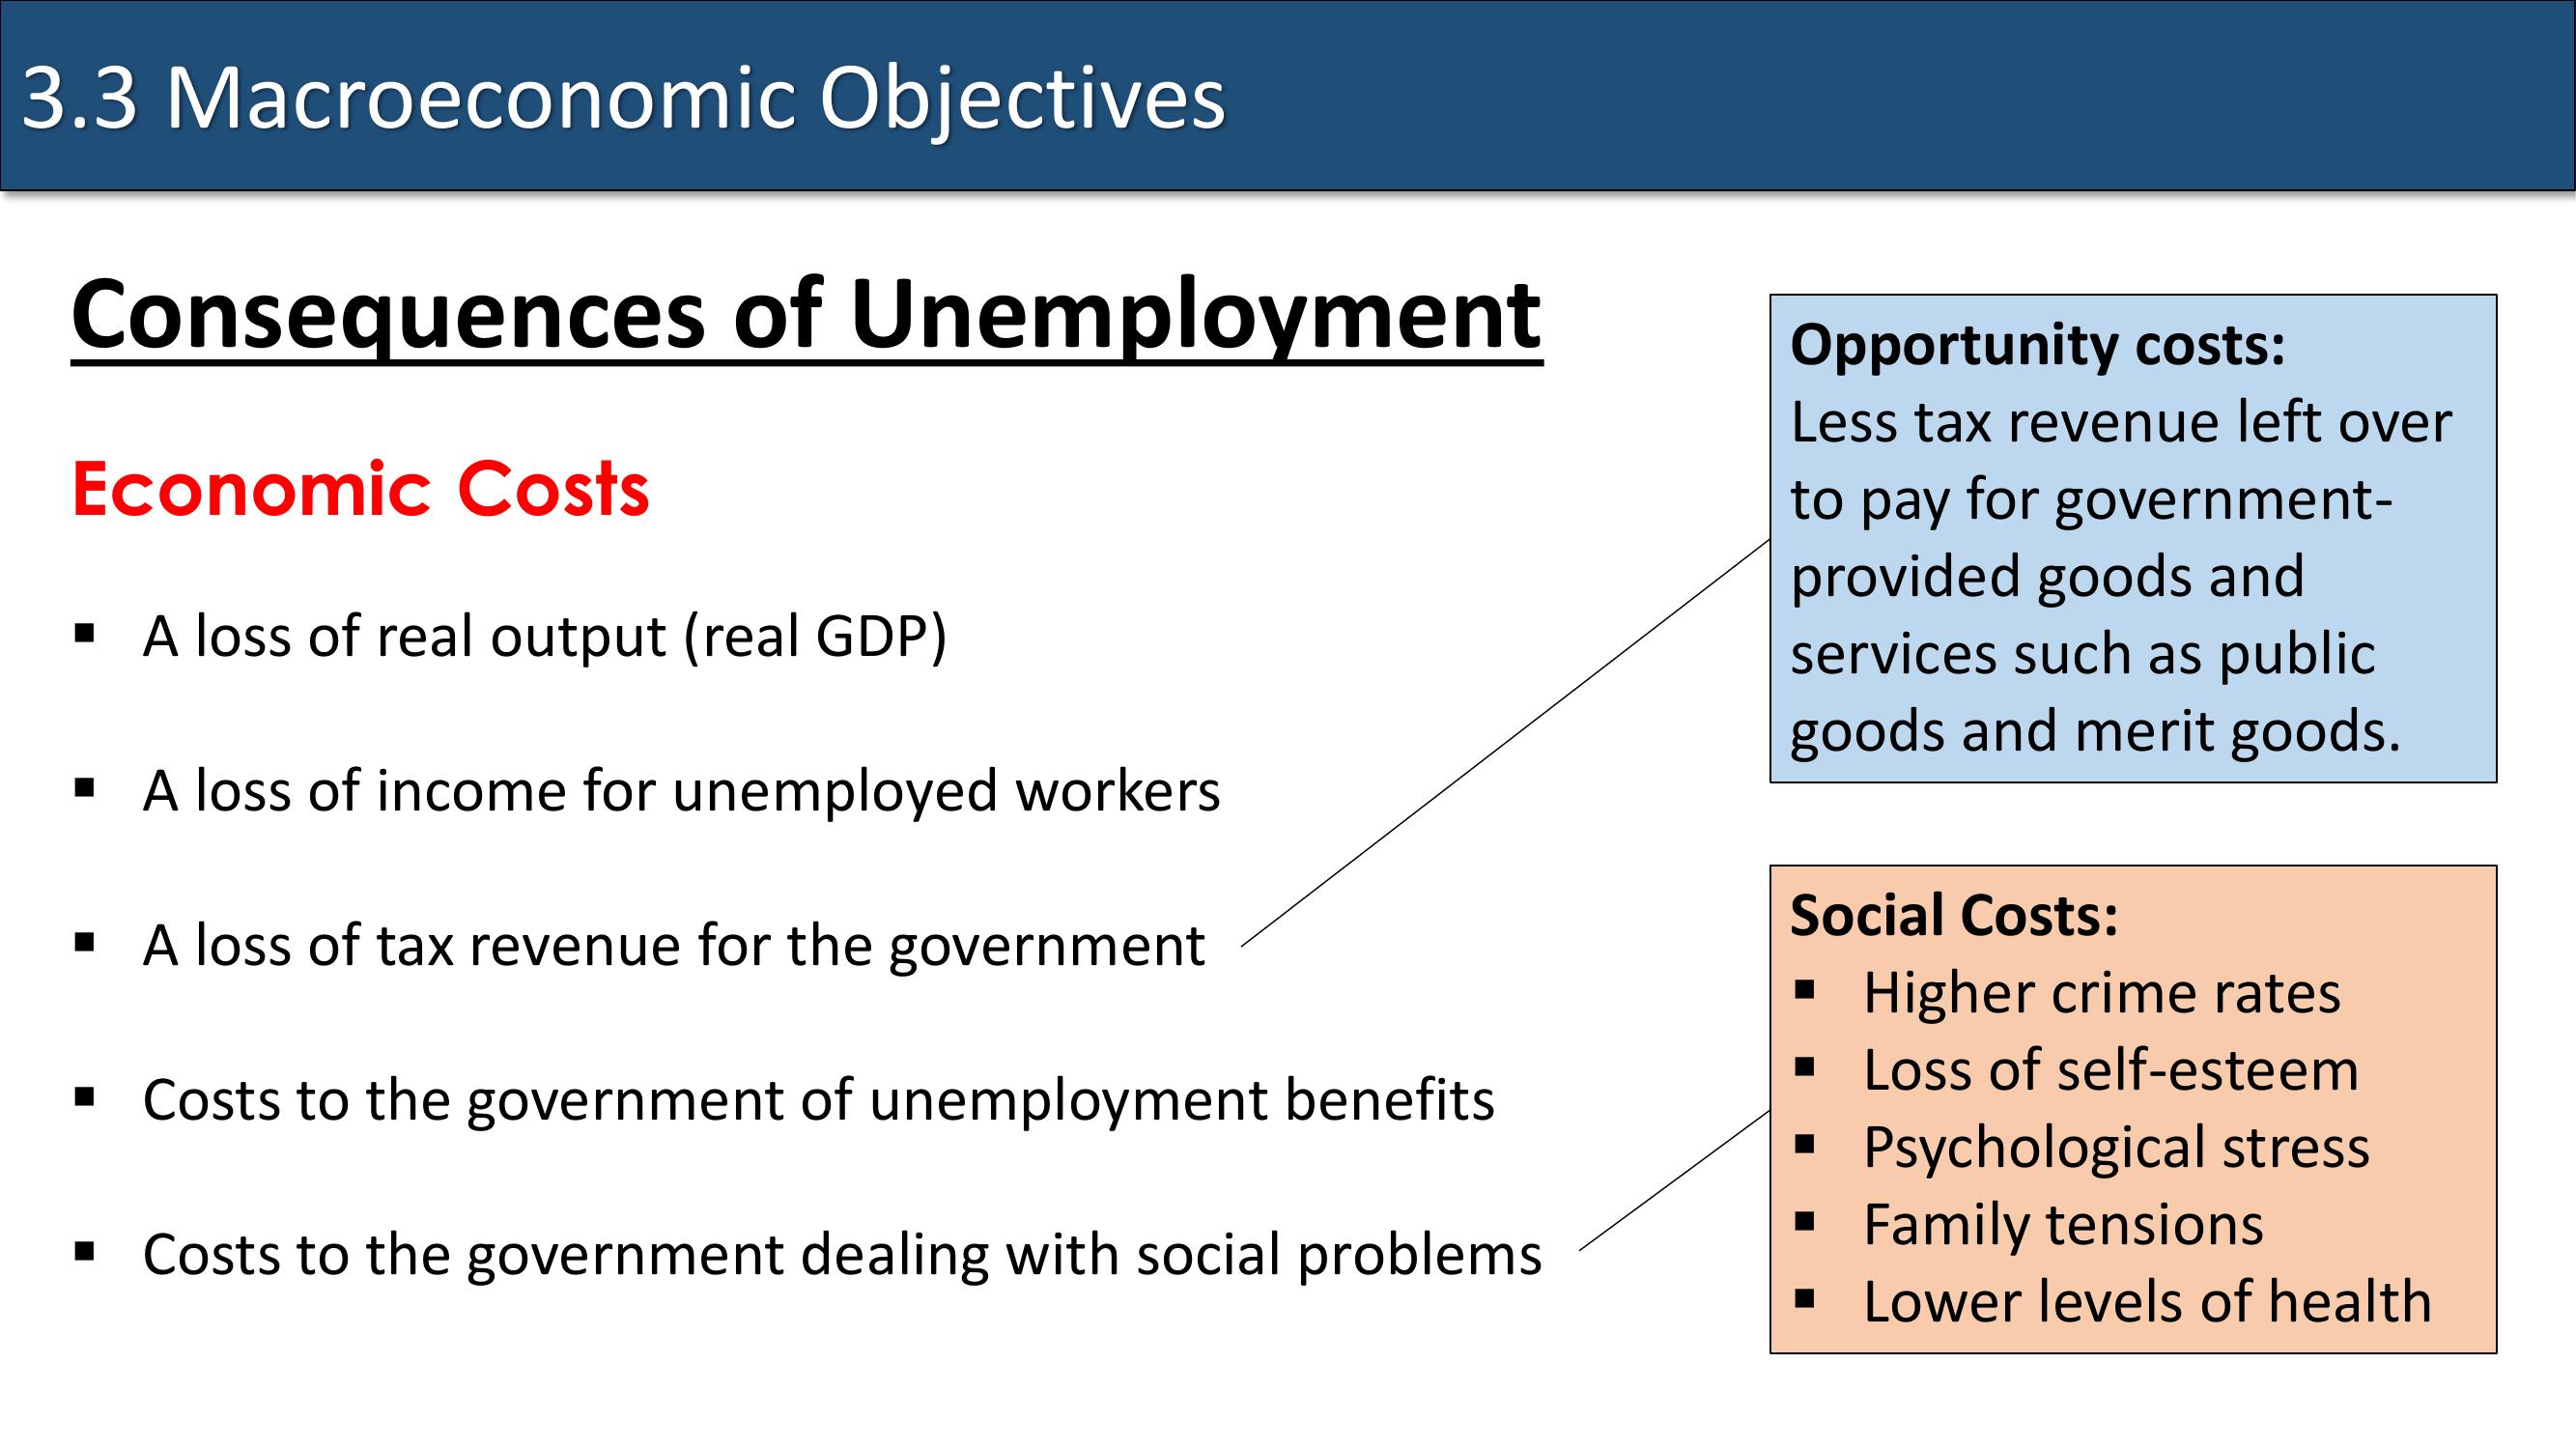 3.3 Macroeconomic Objectives
Consequences of Unemployment
Economic Costs
▪ A loss of real output (real GDP)
▪ A loss of income for unemployed workers
▪ A loss of tax revenue for the government
▪ Costs to the government of unemployment benefits
▪ Costs to the government dealing with social problems
Opportunity costs:
Less tax revenue left over
to pay for government-
provided goods and
services such as public
goods and merit goods.
Social Costs:
▪ Higher crime rates
▪ Loss of self-esteem
▪ Psychological stress
▪ Family tensions
▪ Lower levels of health